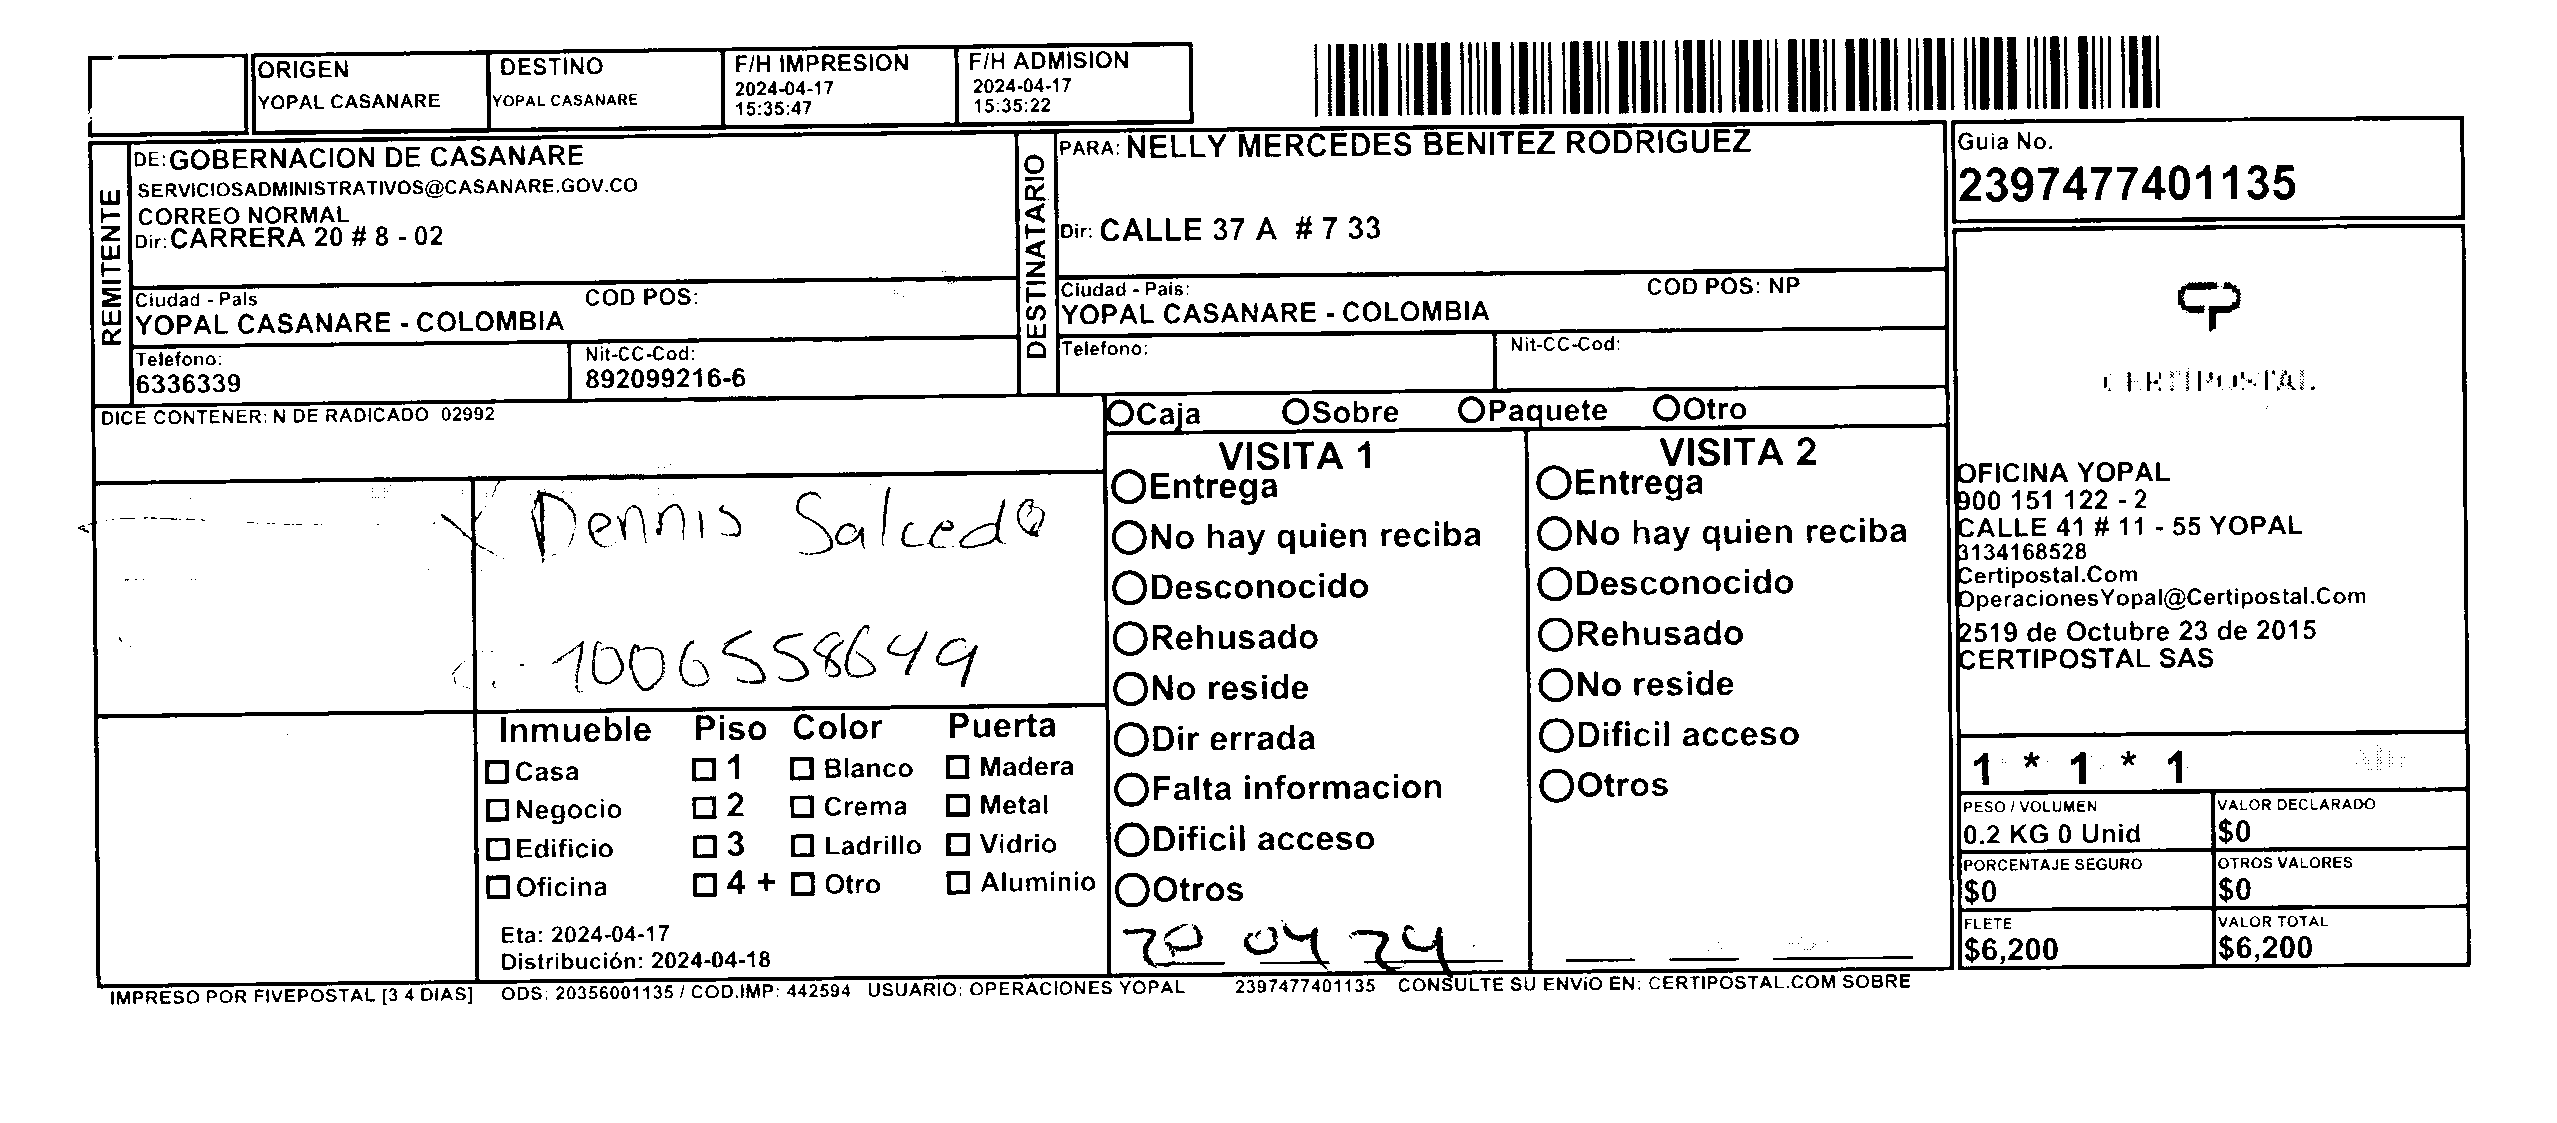 ORIGEN
YOPAL CASANARE
DESTINO
YOPAL CASANARE
F/H IMPRESION
2024-04-17
15:35:47
F/H ADMISION
2024-04-17
15:35:22
REMITENTE
DE: GOBERNACION DE CASANARE
SERVICIOSADMINISTRATIVOS@CASANARE.GOV.CO
CORREO NORMAL
Dir: CARRERA 20 # 8 - 02
Ciudad - Pais
COD POS:
YOPAL CASANARE - COLOMBIA
Telefono:
6336339
Nit-CC-Cod:
892099216-6
DESTINATARIO
PARA: NELLY MERCEDES BENITEZ RODRIGUEZ
Dir: CALLE 37 A # 7 33
Ciudad - Pais:
COD POS: NP
YOPAL CASANARE - COLOMBIA
Telefono:
Nit-CC-Cod:
Guia No.
2397477401135
CERTIPOSTAL
OFICINA YOPAL
900 151 122 - 2
CALLE 41 # 11 - 55 YOPAL
3134168528
Certipostal.Com
OperacionesYopal@Certipostal.Com
2519 de Octubre 23 de 2015
CERTIPOSTAL SAS
1 * 1 * 1
PESO / VOLUMEN
0.2 KG 0 Unid
VALOR DECLARADO
$0
PORCENTAJE SEGURO
$0
OTROS VALORES
$0
FLETE
$6,200
VALOR TOTAL
$6,200
DICE CONTENER: N DE RADICADO 02992
Caja Sobre Paquete Otro
X Dennis Salcedo
1006558649
VISITA 1
Entrega
No hay quien reciba
Desconocido
Rehusado
No reside
Dir errada
Falta informacion
Dificil acceso
Otros
20 04 24
VISITA 2
Entrega
No hay quien reciba
Desconocido
Rehusado
No reside
Dificil acceso
Otros
Inmueble Piso Color Puerta
Casa 1 Blanco Madera
Negocio 2 Crema Metal
Edificio 3 Ladrillo Vidrio
Oficina 4 + Otro Aluminio
Eta: 2024-04-17
Distribución: 2024-04-18
IMPRESO POR FIVEPOSTAL [3 4 DIAS] ODS: 20356001135 / COD.IMP: 442594 USUARIO: OPERACIONES YOPAL 2397477401135 CONSULTE SU ENVíO EN: CERTIPOSTAL.COM SOBRE